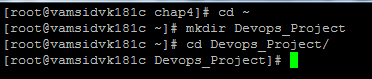 [root@vamsidvk181c chap4]# cd ~
[root@vamsidvk181c ~]# mkdir Devops_Project
[root@vamsidvk181c ~]# cd Devops_Project/
[root@vamsidvk181c Devops_Project]#